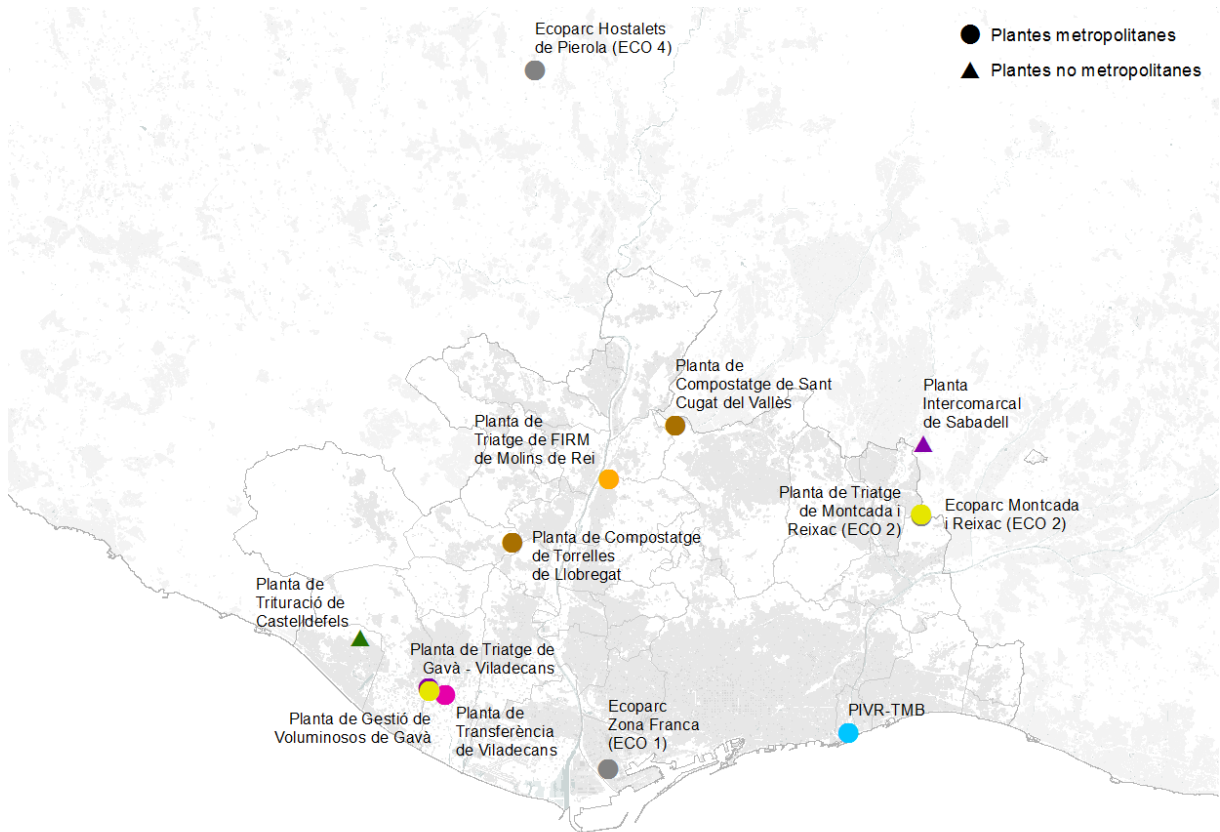 Ecoparc Hostalets
de Pierola (ECO 4)
Plantes metropolitanes
Plantes no metropolitanes
Planta de
Compostatge de Sant
Cugat del Vallès
Planta
Intercomarcal
de Sabadell
Planta de
Triatge de FIRM
de Molins de Rei
Planta de Triatge
de Montcada i
Reixac (ECO 2)
Ecoparc Montcada
i Reixac (ECO 2)
Planta de Compostatge
de Torrelles
de Llobregat
Planta de
Trituració de
Castelldefels
Planta de Triatge de
Gavà - Viladecans
Planta de Gestió de
Voluminosos de Gavà
Planta de
Transferència
de Viladecans
Ecoparc
Zona Franca
(ECO 1)
PIVR-TMB